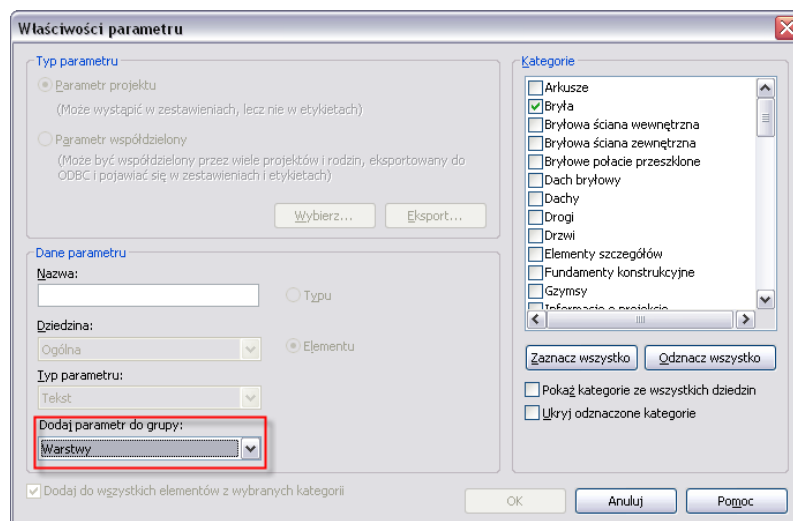 Właściwości parametru
Typ parametru
Parametr projektu
(Może wystąpić w zestawieniach, lecz nie w etykietach)
Parametr współdzielony
(Może być współdzielony przez wiele projektów i rodzin, eksportowany do
ODBC i pojawiać się w zestawieniach i etykietach)
Wybierz...
Eksport...
Dane parametru
Nazwa:
Typu
Dziedzina:
Ogólna
Elementu
Typ parametru:
Tekst
Dodaj parametr do grupy:
Warstwy
Dodaj do wszystkich elementów z wybranych kategorii
Kategorie
Arkusze
Bryła
Bryłowa ściana wewnętrzna
Bryłowa ściana zewnętrzna
Bryłowe połacie przeszklone
Dach bryłowy
Dachy
Drogi
Drzwi
Elementy szczegółów
Fundamenty konstrukcyjne
Gzymsy
Informacje o projekcie
Zaznacz wszystko
Odznacz wszystko
Pokaż kategorie ze wszystkich dziedzin
Ukryj odznaczone kategorie
OK
Anuluj
Pomoc